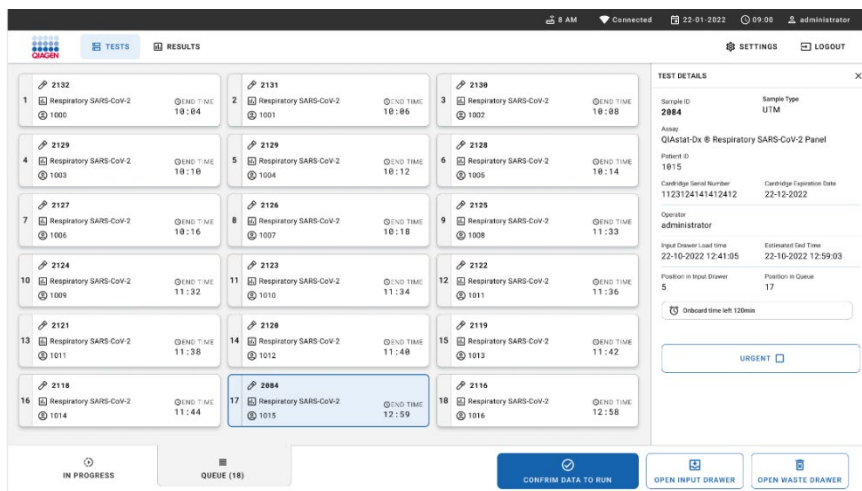 8 AM Connected 22-01-2022 09:00 administrator
QIAGEN TESTS RESULTS SETTINGS LOGOUT
1 2132
Respiratory SARS-CoV-2
1000
END TIME
10:04
2 2131
Respiratory SARS-CoV-2
1001
END TIME
10:06
3 2130
Respiratory SARS-CoV-2
1002
END TIME
10:08
4 2129
Respiratory SARS-CoV-2
1003
END TIME
10:10
5 2129
Respiratory SARS-CoV-2
1004
END TIME
10:12
6 2128
Respiratory SARS-CoV-2
1005
END TIME
10:14
7 2127
Respiratory SARS-CoV-2
1006
END TIME
10:16
8 2126
Respiratory SARS-CoV-2
1007
END TIME
10:18
9 2125
Respiratory SARS-CoV-2
1008
END TIME
11:33
10 2124
Respiratory SARS-CoV-2
1009
END TIME
11:32
11 2123
Respiratory SARS-CoV-2
1010
END TIME
11:34
12 2122
Respiratory SARS-CoV-2
1011
END TIME
11:36
13 2121
Respiratory SARS-CoV-2
1011
END TIME
11:38
14 2120
Respiratory SARS-CoV-2
1012
END TIME
11:40
15 2119
Respiratory SARS-CoV-2
1013
END TIME
11:42
16 2118
Respiratory SARS-CoV-2
1014
END TIME
11:44
17 2084
Respiratory SARS-CoV-2
1015
END TIME
12:59
18 2116
Respiratory SARS-CoV-2
1016
END TIME
12:58
TEST DETAILS
Sample ID Sample Type
2084 UTM
Assay
QIAstat-Dx ® Respiratory SARS-CoV-2 Panel
Patient ID
1015
Cardridge Serial Number Cardridge Expiration Date
1123124141412412 22-12-2022
Operator
administrator
Input Drawer Load time Estimated End Time
22-10-2022 12:41:05 22-10-2022 12:59:03
Position in Input Drawer Position in Queue
5 17
Onboard time left 120min
URGENT
IN PROGRESS QUEUE (18) CONFRIM DATA TO RUN OPEN INPUT DRAWER OPEN WASTE DRAWER